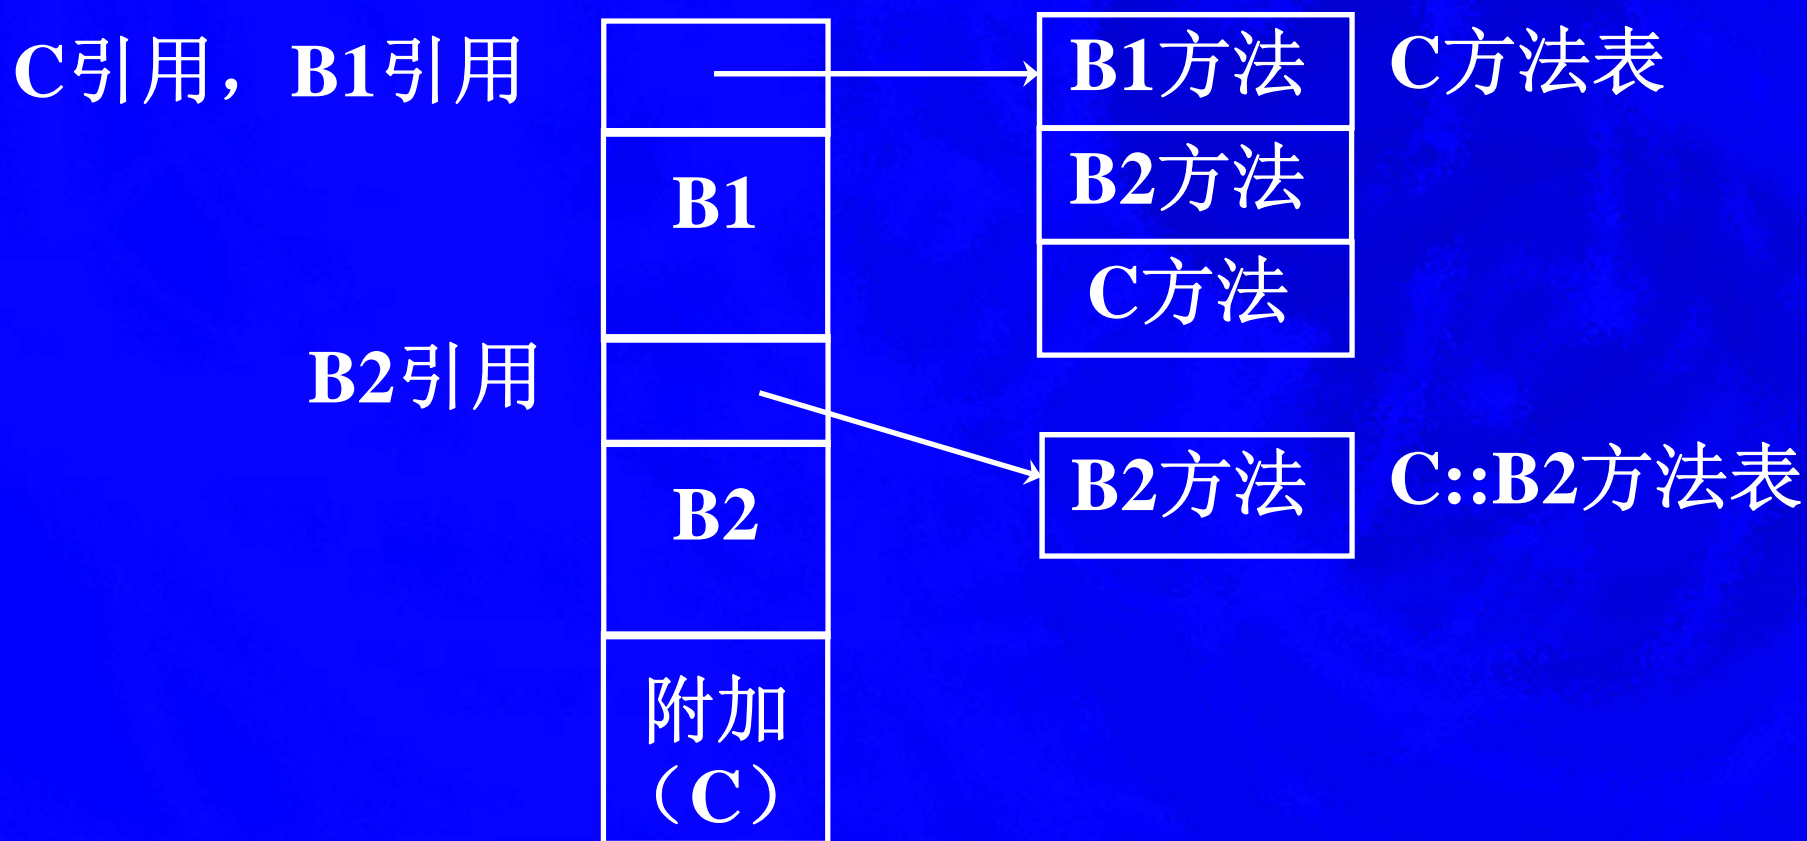 C引用，B1引用
B1方法
C方法表
B2方法
B1
C方法
B2引用
B2方法
C::B2方法表
B2
附加
（C）